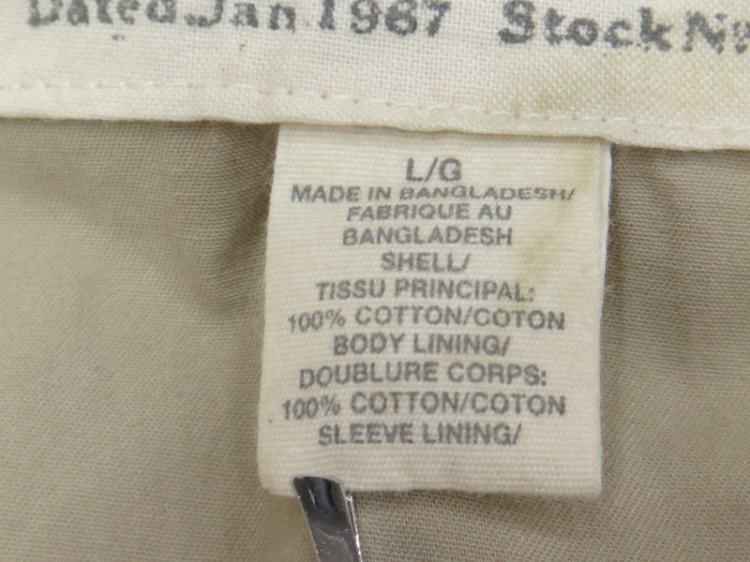 Dated Jan 1967 Stock
L/G
MADE IN BANGLADESH/
FABRIQUE AU
BANGLADESH
SHELL/
TISSU PRINCIPAL:
100% COTTON/COTON
BODY LINING/
DOUBLURE CORPS:
100% COTTON/COTON
SLEEVE LINING/